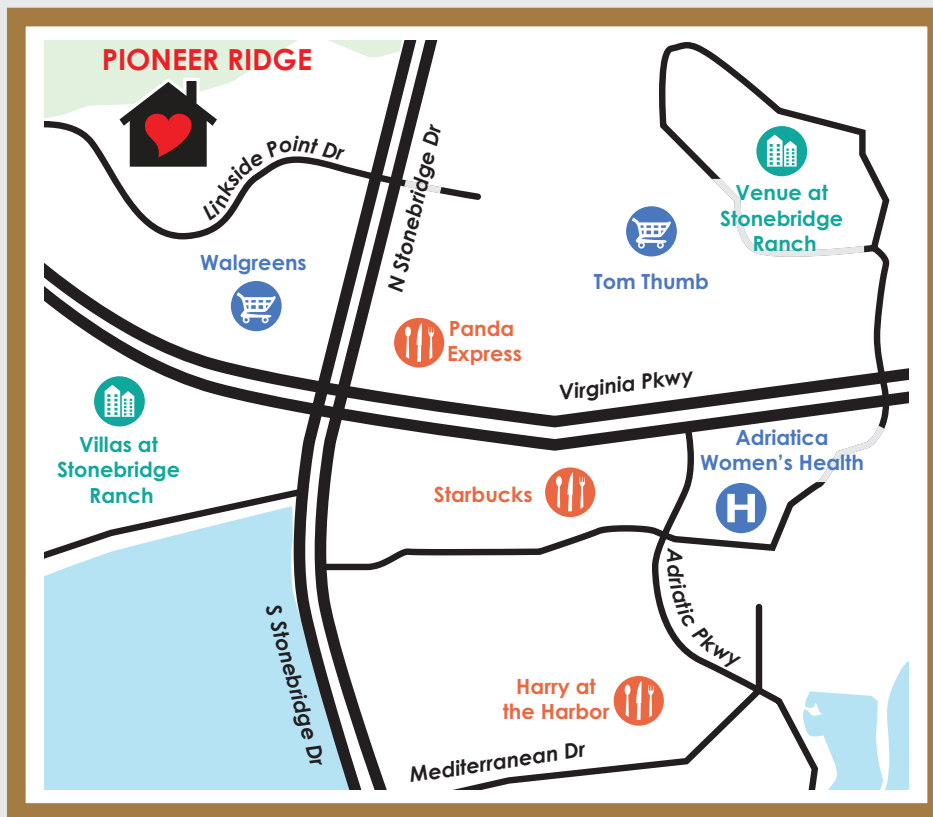 PIONEER RIDGE
Linkside Point Dr
N Stonebridge Dr
Venue at
Stonebridge
Ranch
Walgreens
Tom Thumb
Panda
Express
Virginia Pkwy
Villas at
Stonebridge
Ranch
Adriatica
Women's Health
H
Starbucks
Adriatic Pkwy
S Stonebridge Dr
Harry at
the Harbor
Mediterranean Dr